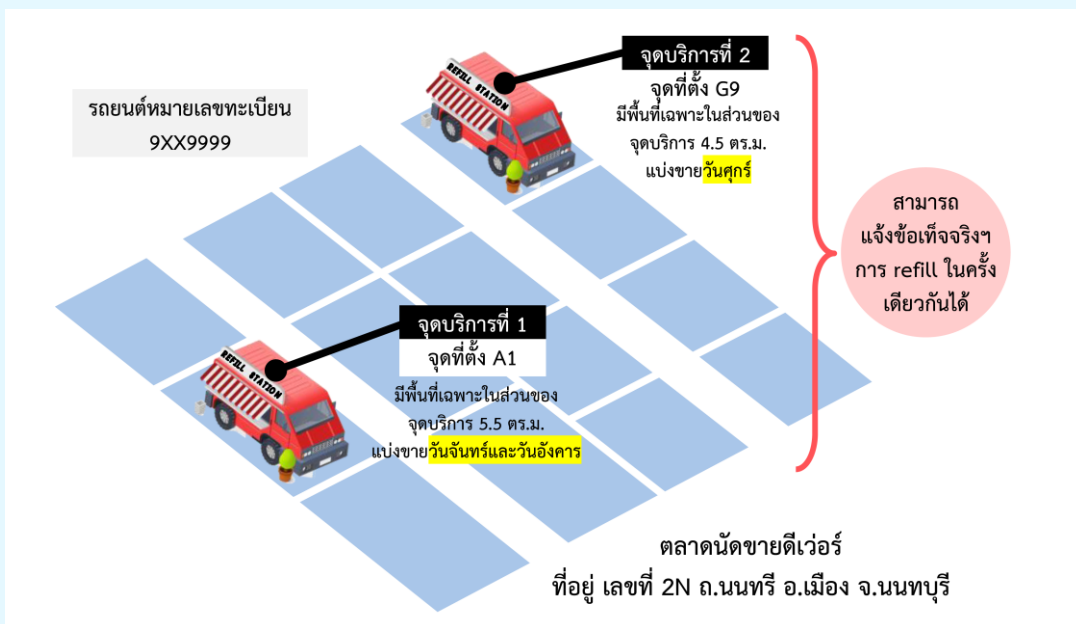 จุดบริการที่ 2
จุดที่ตั้ง G9
มีพื้นที่เฉพาะในส่วนของ
จุดบริการ 4.5 ตร.ม.
แบ่งขายวันศุกร์
REFILL STATION
รถยนต์หมายเลขทะเบียน
9XX9999
สามารถ
แจ้งข้อเท็จจริงฯ
การ refill ในครั้ง
เดียวกันได้
จุดบริการที่ 1
จุดที่ตั้ง A1
REFILL STATION
มีพื้นที่เฉพาะในส่วนของ
จุดบริการ 5.5 ตร.ม.
แบ่งขายวันจันทร์และวันอังคาร
ตลาดนัดขายดีเว่อร์
ที่อยู่ เลขที่ 2N ถ.นนทรี อ.เมือง จ.นนทบุรี